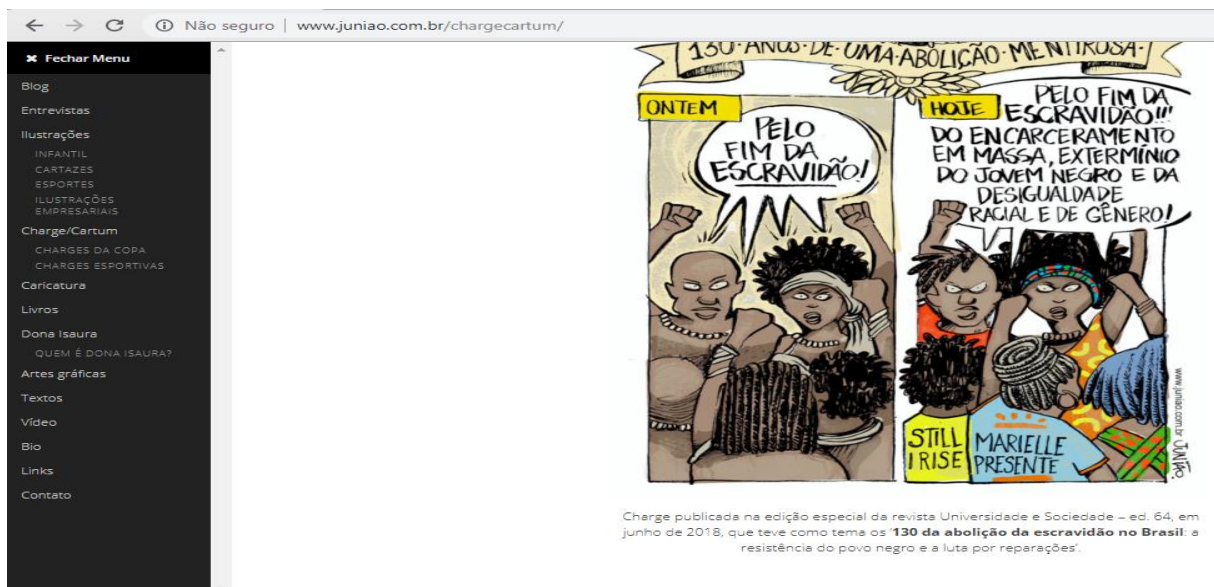 Não seguro | www.juniao.com.br/chargecartum/
× Fechar Menu
Blog
Entrevistas
Ilustrações
INFANTIL
CARTAZES
ESPORTES
ILUSTRAÇÕES
EMPRESARIAIS
Charge/Cartum
CHARGES DA COPA
CHARGES ESPORTIVAS
Caricatura
Livros
Dona Isaura
QUEM É DONA ISAURA?
Artes gráficas
Textos
Vídeo
Bio
Links
Contato
130·ANOS·DE·UMA·ABOLIÇÃO·MENTIROSA·!
ONTEM
PELO
FIM DA
ESCRAVIDÃO!
HOJE
PELO FIM DA
ESCRAVIDÃO!!!
DO ENCARCERAMENTO
EM MASSA, EXTERMÍNIO
DO JOVEM NEGRO E DA
DESIGUALDADE
RACIAL E DE GÊNERO!
STILL
I RISE
MARIELLE
PRESENTE
www.juniao.com.br JUNIÃO.
Charge publicada na edição especial da revista Universidade e Sociedade – ed. 64, em
junho de 2018, que teve como tema os ‘130 da abolição da escravidão no Brasil: a
resistência do povo negro e a luta por reparações’.